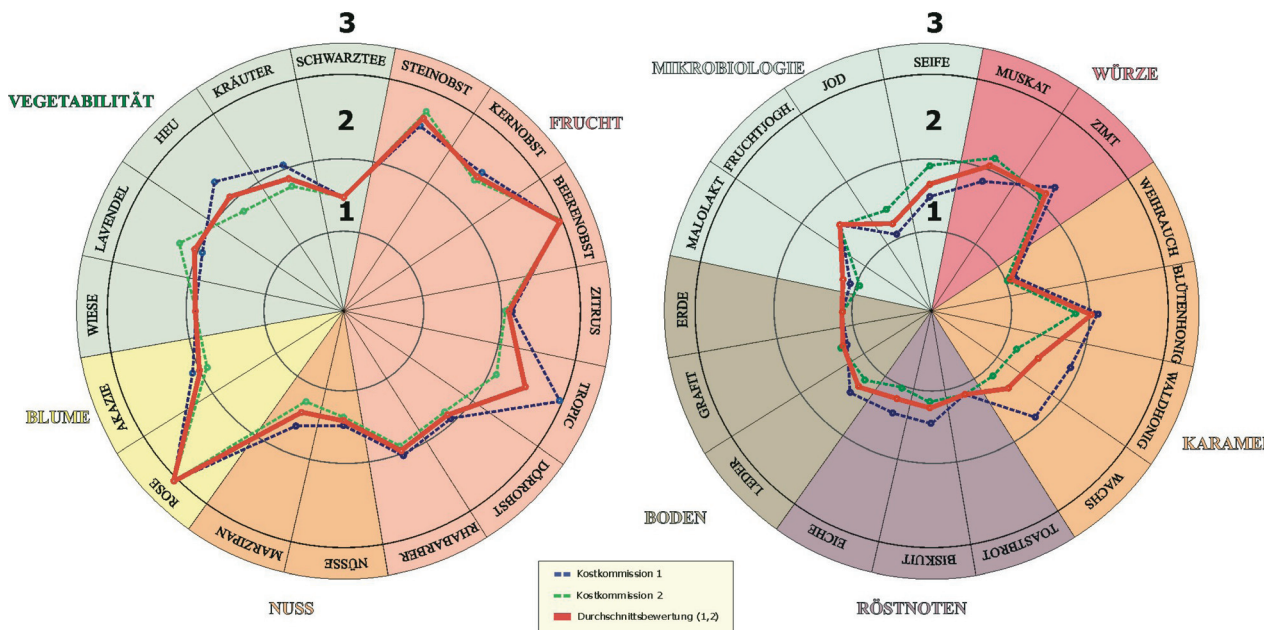 3
2
1
SCHWARZTEE
STEINOBST
KERNOBST
BEERENOBST
ZITRUS
TROPIC
DÖRROBST
RHABARBER
NÜSSE
MARZIPAN
ROSE
AKAZIE
WIESE
LAVENDEL
HEU
KRÄUTER
VEGETABILITÄT
FRUCHT
BLUME
NUSS
3
2
1
SEIFE
MUSKAT
ZIMT
WEIHRAUCH
BLÜTENHONIG
WALDHONIG
WACHS
TOASTBROT
BISKUIT
EICHE
LEDER
GRAFIT
ERDE
MALOLAKT
FRUCHTJOGH.
JOD
MIKROBIOLOGIE
WÜRZE
KARAMEL
BODEN
RÖSTNOTEN
Kostkommission 1
Kostkommission 2
Durchschnittsbewertung (1,2)